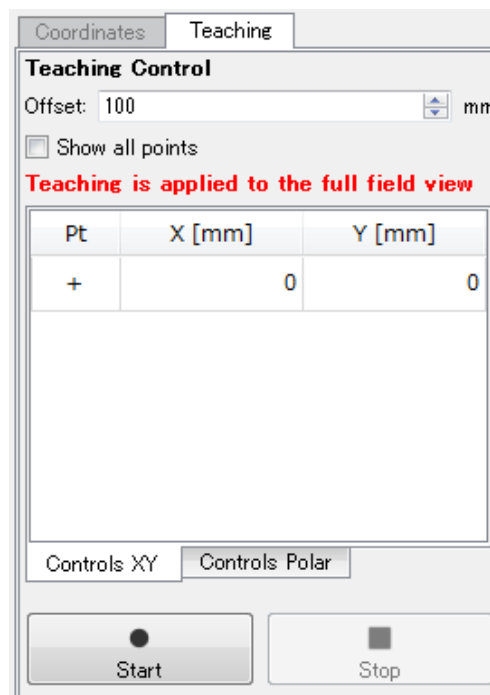 Coordinates Teaching
Teaching Control
Offset: 100 mm
Show all points
Teaching is applied to the full field view
Pt X [mm] Y [mm]
+ 0 0
Controls XY Controls Polar
Start Stop